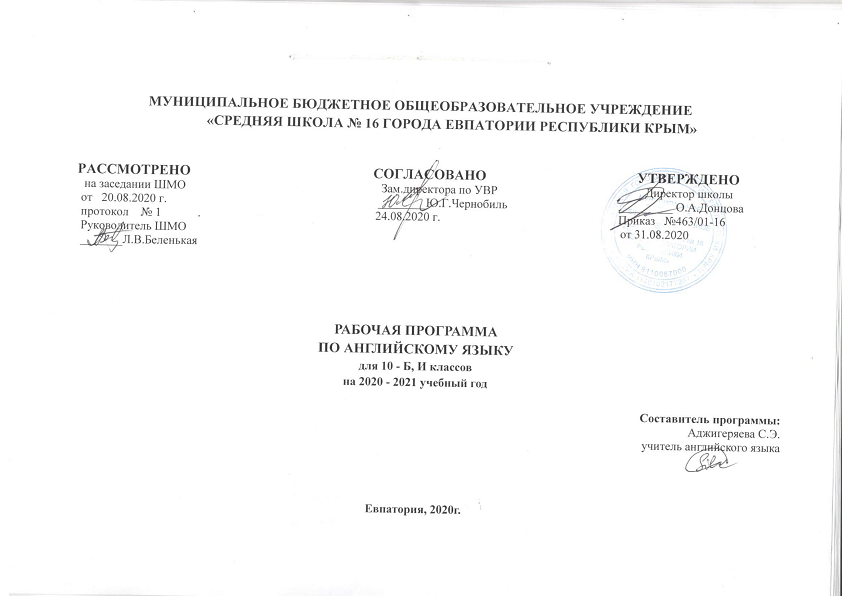 МУНИЦИПАЛЬНОЕ БЮДЖЕТНОЕ ОБЩЕОБРАЗОВАТЕЛЬНОЕ УЧРЕЖДЕНИЕ
«СРЕДНЯЯ ШКОЛА № 16 ГОРОДА ЕВПАТОРИИ РЕСПУБЛИКИ КРЫМ»
РАССМОТРЕНО
на заседании ШМО
от 20.08.2020 г.
протокол № 1
Руководитель ШМО
Л.В.Беленькая
СОГЛАСОВАНО
Зам.директора по УВР
Ю.Г.Чернобиль
24.08.2020 г.
УТВЕРЖДЕНО
Директор школы
О.А.Донцова
Приказ №463/01-16
от 31.08.2020
РАБОЧАЯ ПРОГРАММА
ПО АНГЛИЙСКОМУ ЯЗЫКУ
для 10 - Б, И классов
на 2020 - 2021 учебный год
Составитель программы:
Аджигеряева С.Э.
учитель английского языка
Евпатория, 2020г.